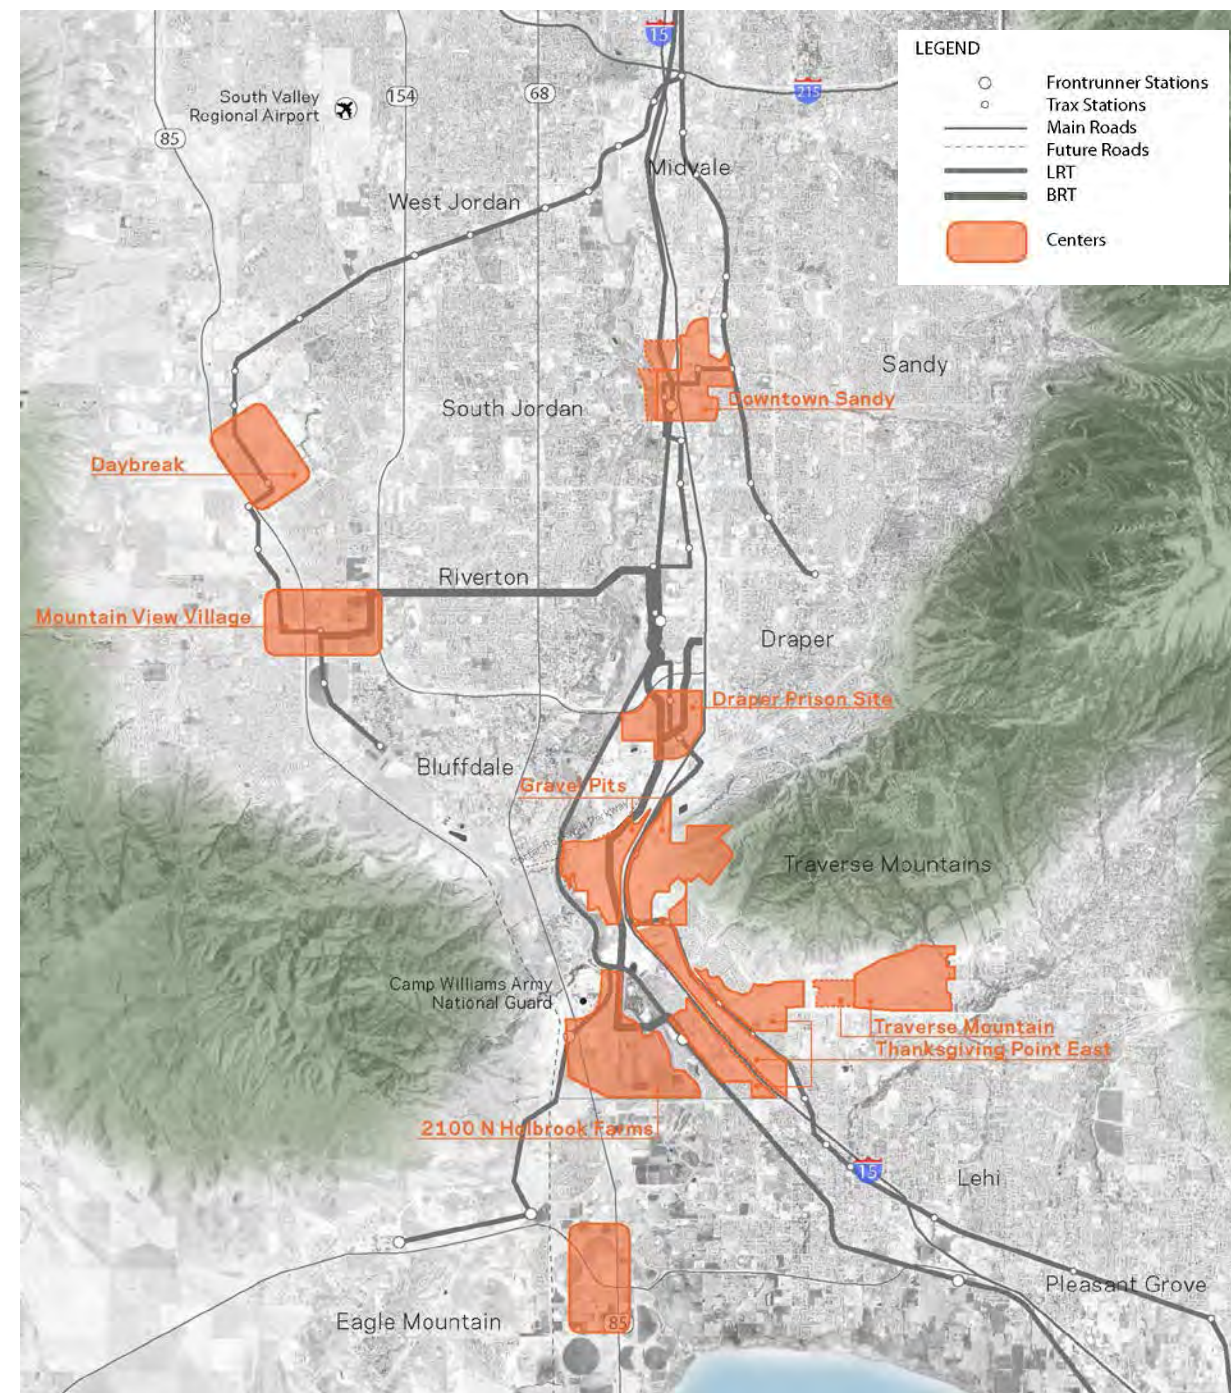 LEGEND
Frontrunner Stations
Trax Stations
Main Roads
Future Roads
LRT
BRT
Centers
15
215
154
68
85
South Valley
Regional Airport
Midvale
West Jordan
Sandy
Downtown Sandy
South Jordan
Daybreak
Riverton
Mountain View Village
Draper
Draper Prison Site
Bluffdale
Gravel Pits
Traverse Mountains
Camp Williams Army
National Guard
Traverse Mountain
Thanksgiving Point East
2100 N Holbrook Farms
15
Lehi
Pleasant Grove
Eagle Mountain
85